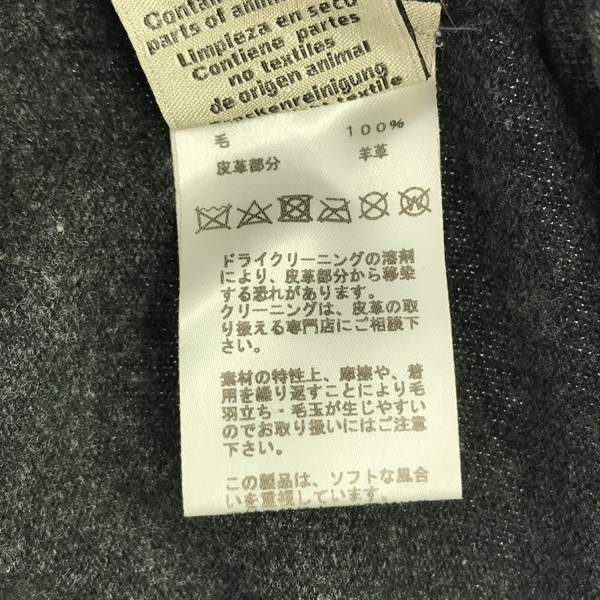 Contai
parts of anima
Limpieza en seco
Contiene partes
no textiles
de origen animal
ckenreinigung
textile
毛 100%
皮革部分 羊革
ドライクリーニングの溶剤
により、皮革部分から移染
する恐れがあります。
クリーニングは、皮革の取
り扱える専門店にご相談下
さい。
素材の特性上、摩擦や、着
用を繰り返すことにより毛
羽立ち・毛玉が生じやすい
のでお取り扱いにはご注意
下さい。
この製品は、ソフトな風合
いを重視しています。